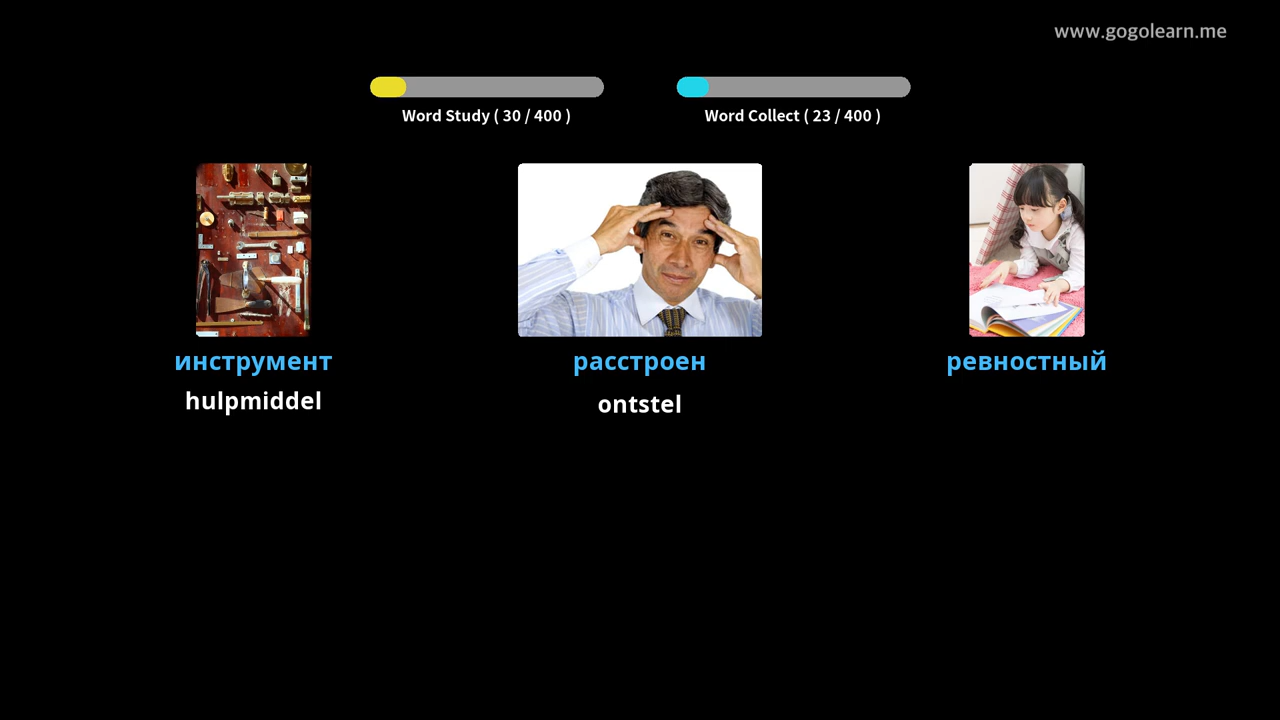 www.gogolearn.me
Word Study ( 30 / 400 )
Word Collect ( 23 / 400 )
инструмент
расстроен
ревностный
hulpmiddel
ontstel